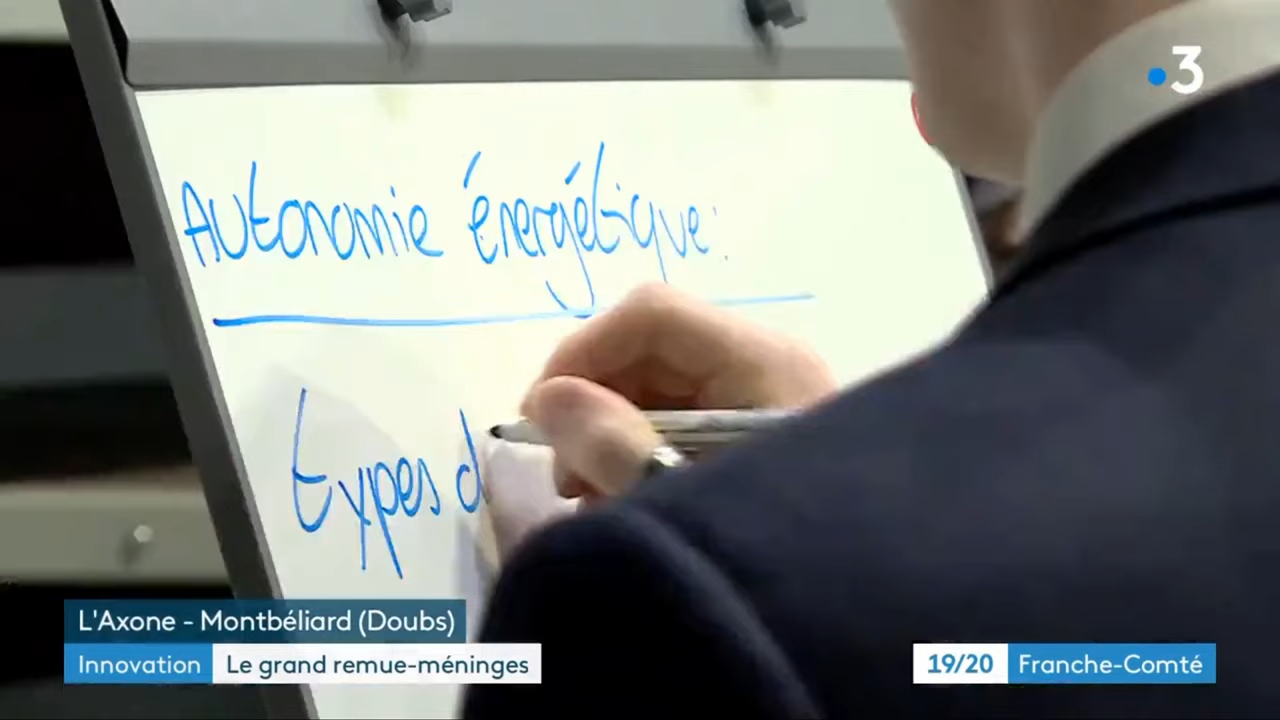 3
Autonomie énergétique:
types d
L'Axone - Montbéliard (Doubs)
Innovation Le grand remue-méninges
19/20 Franche-Comté